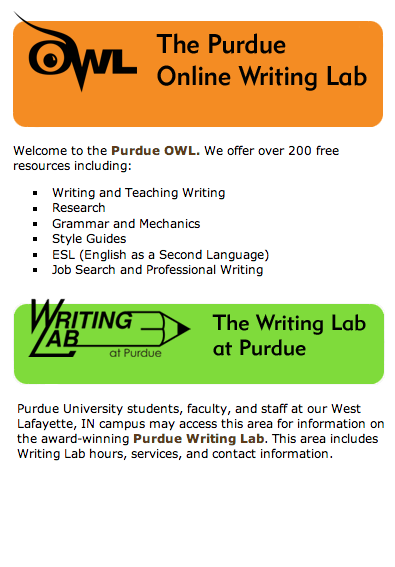 OWL
The Purdue
Online Writing Lab
Welcome to the Purdue OWL. We offer over 200 free
resources including:
Writing and Teaching Writing
Research
Grammar and Mechanics
Style Guides
ESL (English as a Second Language)
Job Search and Professional Writing
WRITING
LAB
at Purdue
The Writing Lab
at Purdue
Purdue University students, faculty, and staff at our West
Lafayette, IN campus may access this area for information on
the award-winning Purdue Writing Lab. This area includes
Writing Lab hours, services, and contact information.